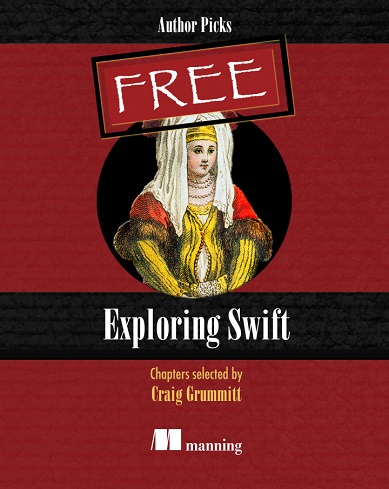 Author Picks
FREE
Exploring Swift
Chapters selected by
Craig Grummitt
manning